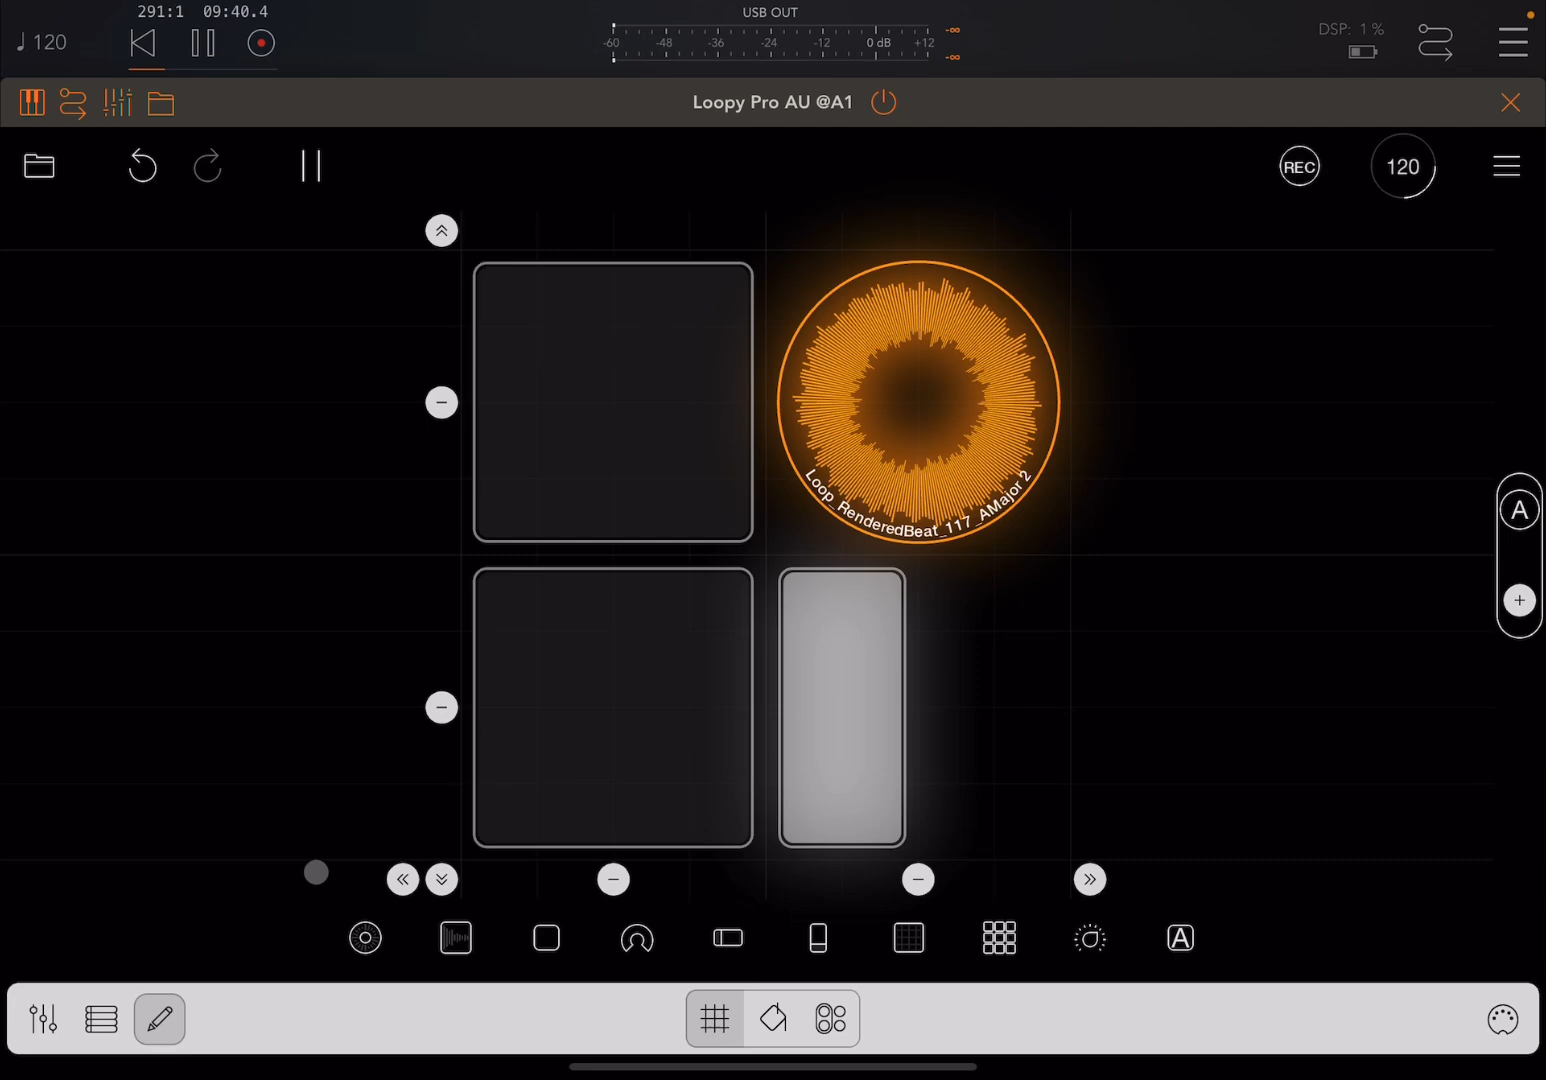 291:1 09:40.4
USB OUT
♩ 120
-60 -48 -36 -24 -12 0 dB +12
-∞
-∞
DSP: 1 %
Loopy Pro AU @A1
REC
120
Loop_RenderedBeat_117_AMajor 2
A
A